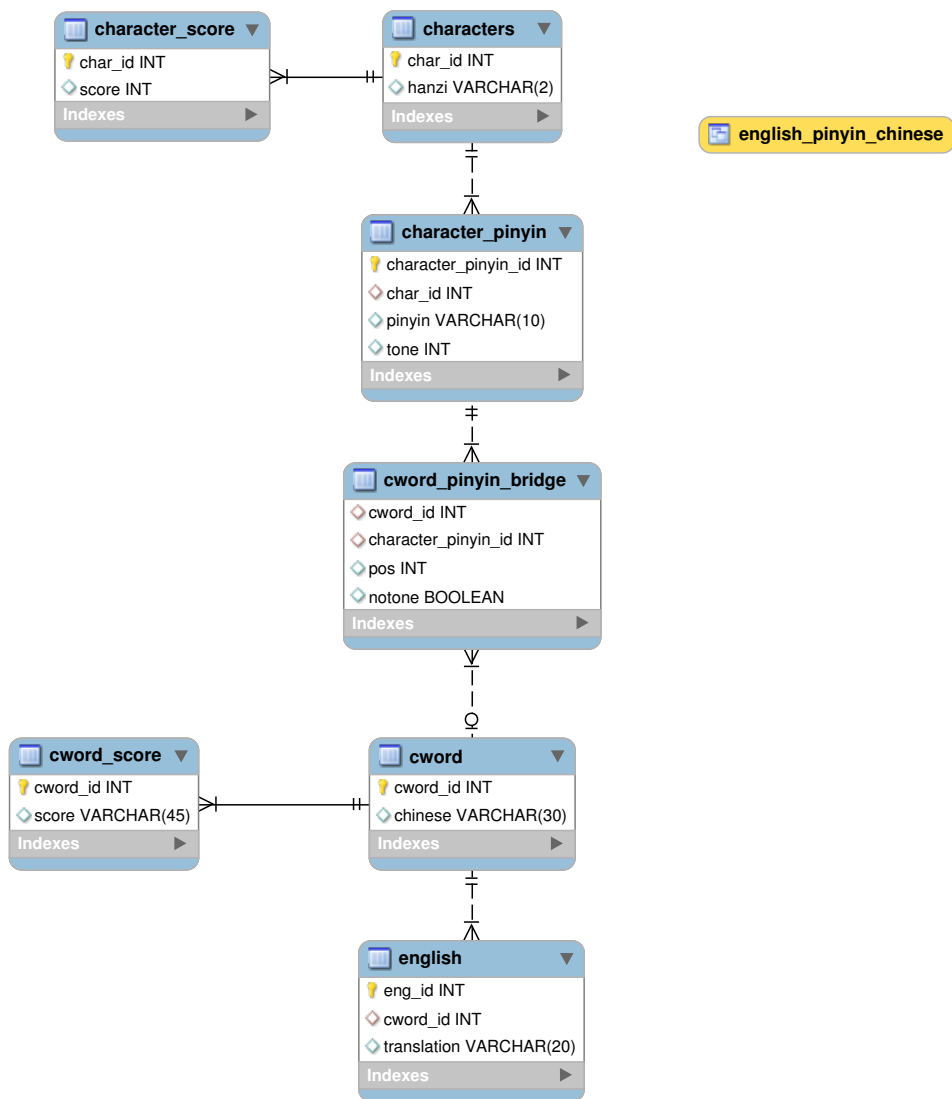 character_score
char_id INT
score INT
Indexes
characters
char_id INT
hanzi VARCHAR(2)
Indexes
english_pinyin_chinese
character_pinyin
character_pinyin_id INT
char_id INT
pinyin VARCHAR(10)
tone INT
Indexes
cword_pinyin_bridge
cword_id INT
character_pinyin_id INT
pos INT
notone BOOLEAN
Indexes
cword_score
cword_id INT
score VARCHAR(45)
Indexes
cword
cword_id INT
chinese VARCHAR(30)
Indexes
english
eng_id INT
cword_id INT
translation VARCHAR(20)
Indexes